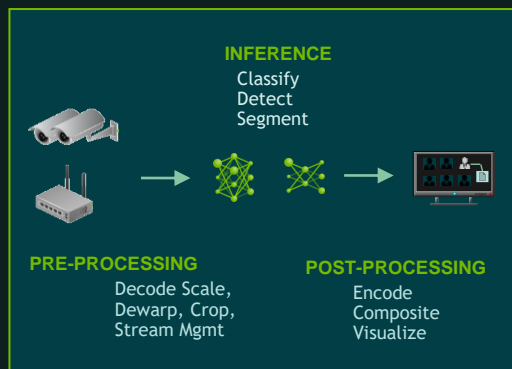 INFERENCE
Classify
Detect
Segment
PRE-PROCESSING
Decode Scale,
Dewarp, Crop,
Stream Mgmt
POST-PROCESSING
Encode
Composite
Visualize